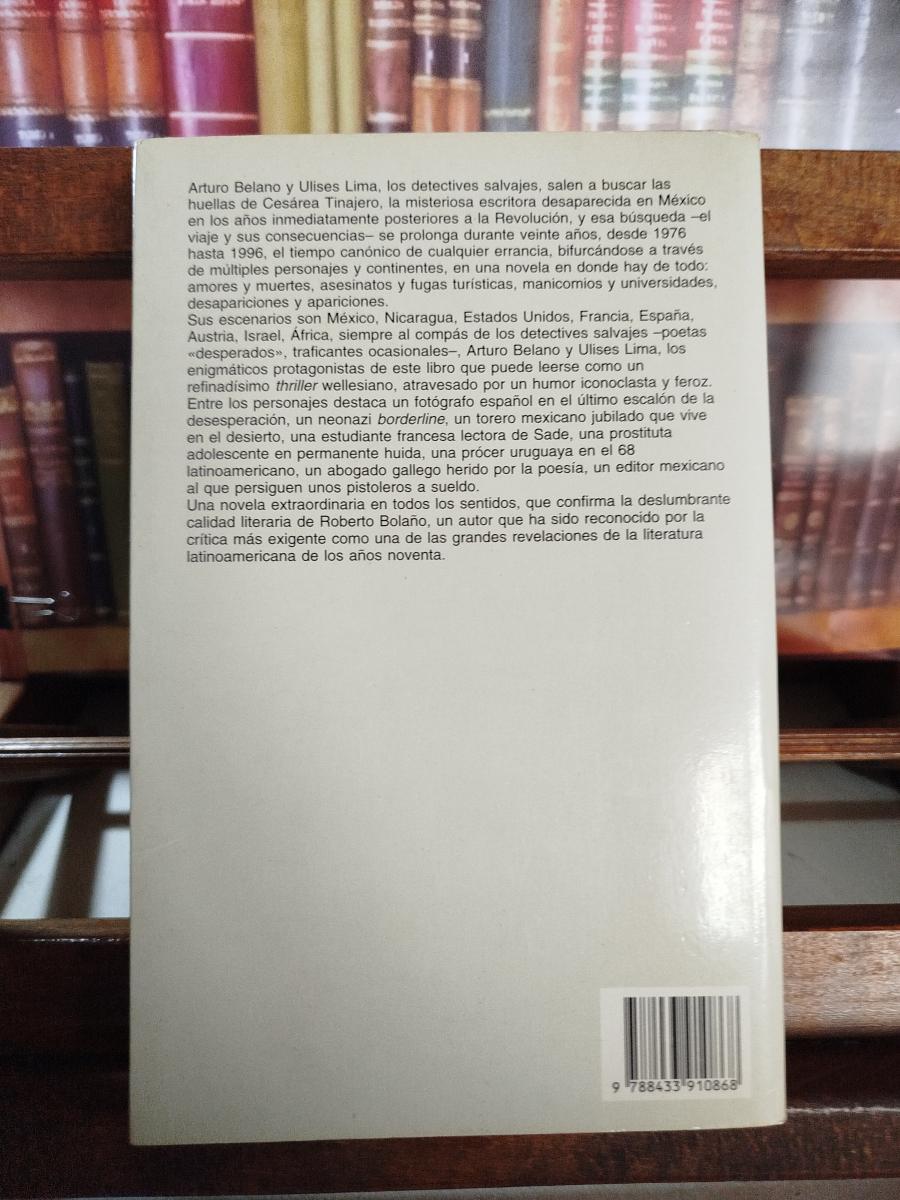 Arturo Belano y Ulises Lima, los detectives salvajes, salen a buscar las
huellas de Cesárea Tinajero, la misteriosa escritora desaparecida en México
en los años inmediatamente posteriores a la Revolución, y esa búsqueda –el
viaje y sus consecuencias– se prolonga durante veinte años, desde 1976
hasta 1996, el tiempo canónico de cualquier errancia, bifurcándose a través
de múltiples personajes y continentes, en una novela en donde hay de todo:
amores y muertes, asesinatos y fugas turísticas, manicomios y universidades,
desapariciones y apariciones.
Sus escenarios son México, Nicaragua, Estados Unidos, Francia, España,
Austria, Israel, África, siempre al compás de los detectives salvajes –poetas
«desperados», traficantes ocasionales–, Arturo Belano y Ulises Lima, los
enigmáticos protagonistas de este libro que puede leerse como un
refinadísimo thriller wellesiano, atravesado por un humor iconoclasta y feroz.
Entre los personajes destaca un fotógrafo español en el último escalón de la
desesperación, un neonazi borderline, un torero mexicano jubilado que vive
en el desierto, una estudiante francesa lectora de Sade, una prostituta
adolescente en permanente huida, una prócer uruguaya en el 68
latinoamericano, un abogado gallego herido por la poesía, un editor mexicano
al que persiguen unos pistoleros a sueldo.
Una novela extraordinaria en todos los sentidos, que confirma la deslumbrante
calidad literaria de Roberto Bolaño, un autor que ha sido reconocido por la
crítica más exigente como una de las grandes revelaciones de la literatura
latinoamericana de los años noventa.
9 788433 910868